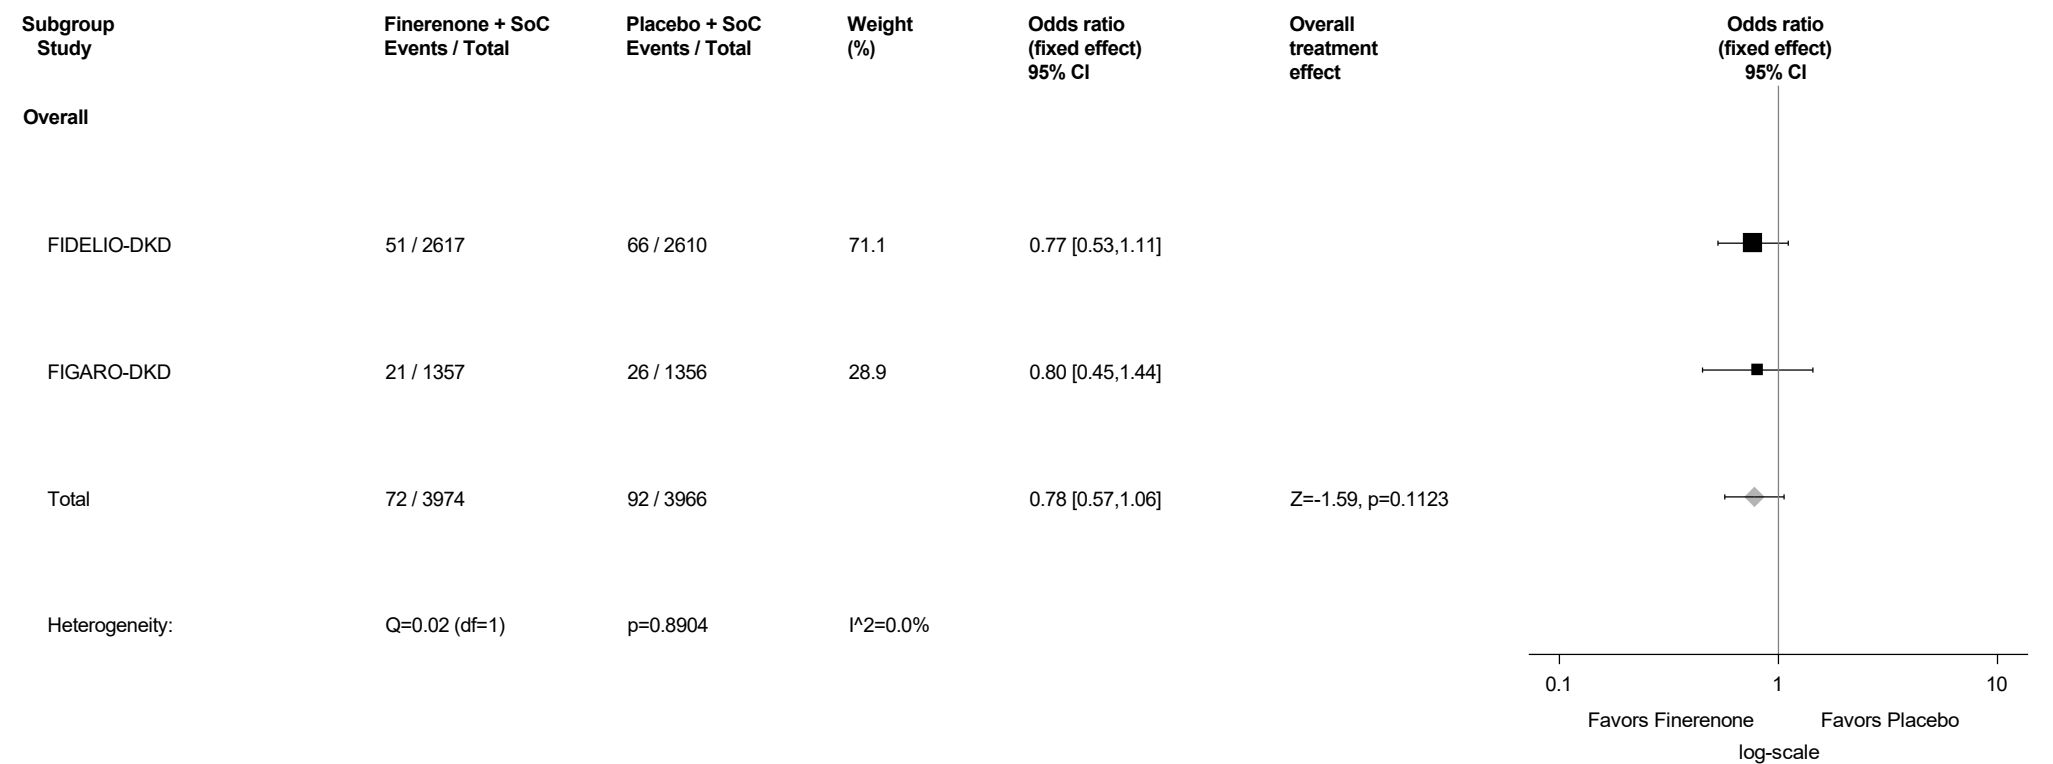 Subgroup Finerenone + SoC Placebo + SoC Weight Odds ratio Overall Odds ratio
Study Events / Total Events / Total (%) (fixed effect) treatment (fixed effect)
95% CI effect 95% CI
Overall
FIDELIO-DKD 51 / 2617 66 / 2610 71.1 0.77 [0.53,1.11]
FIGARO-DKD 21 / 1357 26 / 1356 28.9 0.80 [0.45,1.44]
Total 72 / 3974 92 / 3966 0.78 [0.57,1.06] Z=-1.59, p=0.1123
Heterogeneity: Q=0.02 (df=1) p=0.8904 I^2=0.0%
0.1 1 10
Favors Finerenone Favors Placebo
log-scale